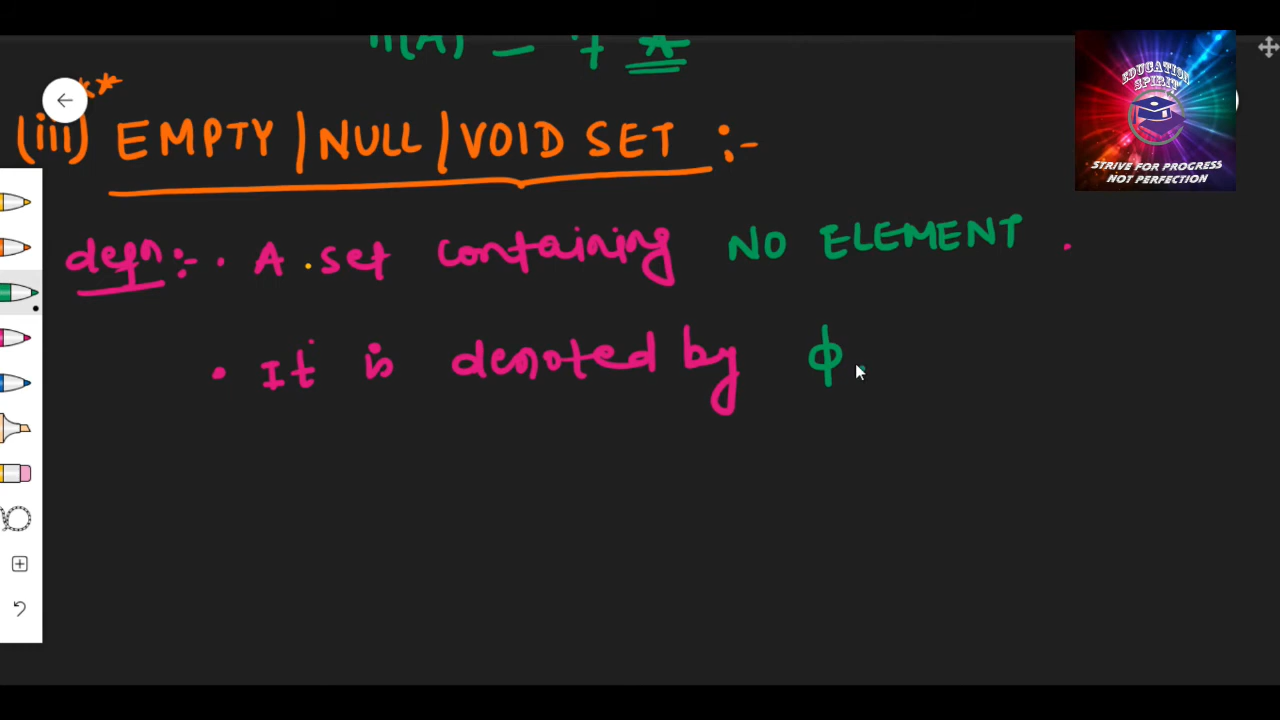 n(A) = 7
(iii) EMPTY | NULL | VOID SET :-
EDUCATION
SPIRIT
STRIVE FOR PROGRESS
NOT PERFECTION
defn :- • A set containing NO ELEMENT .
• It is denoted by ϕ